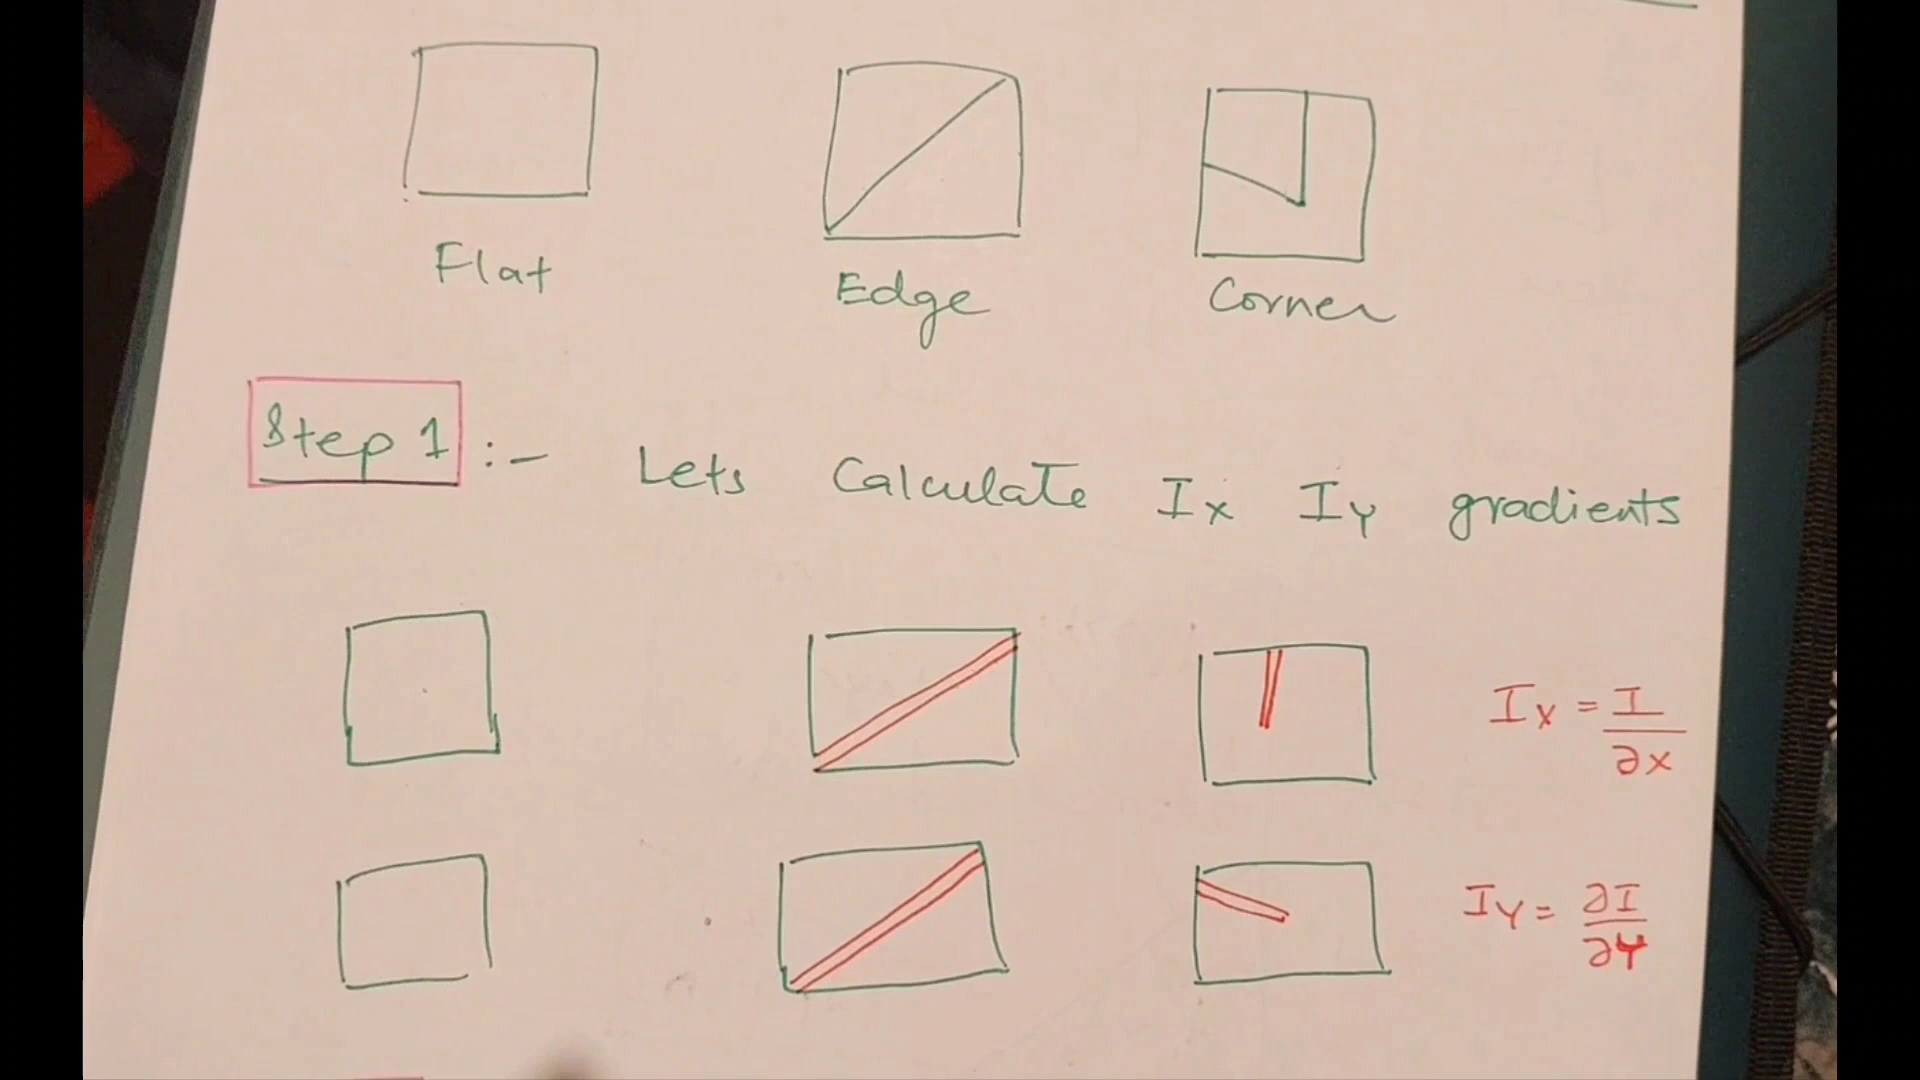 Flat
Edge
Corner
Step 1 :- Lets Calculate Ix Iy gradients
Ix = I / ∂x
Iy = ∂I / ∂y